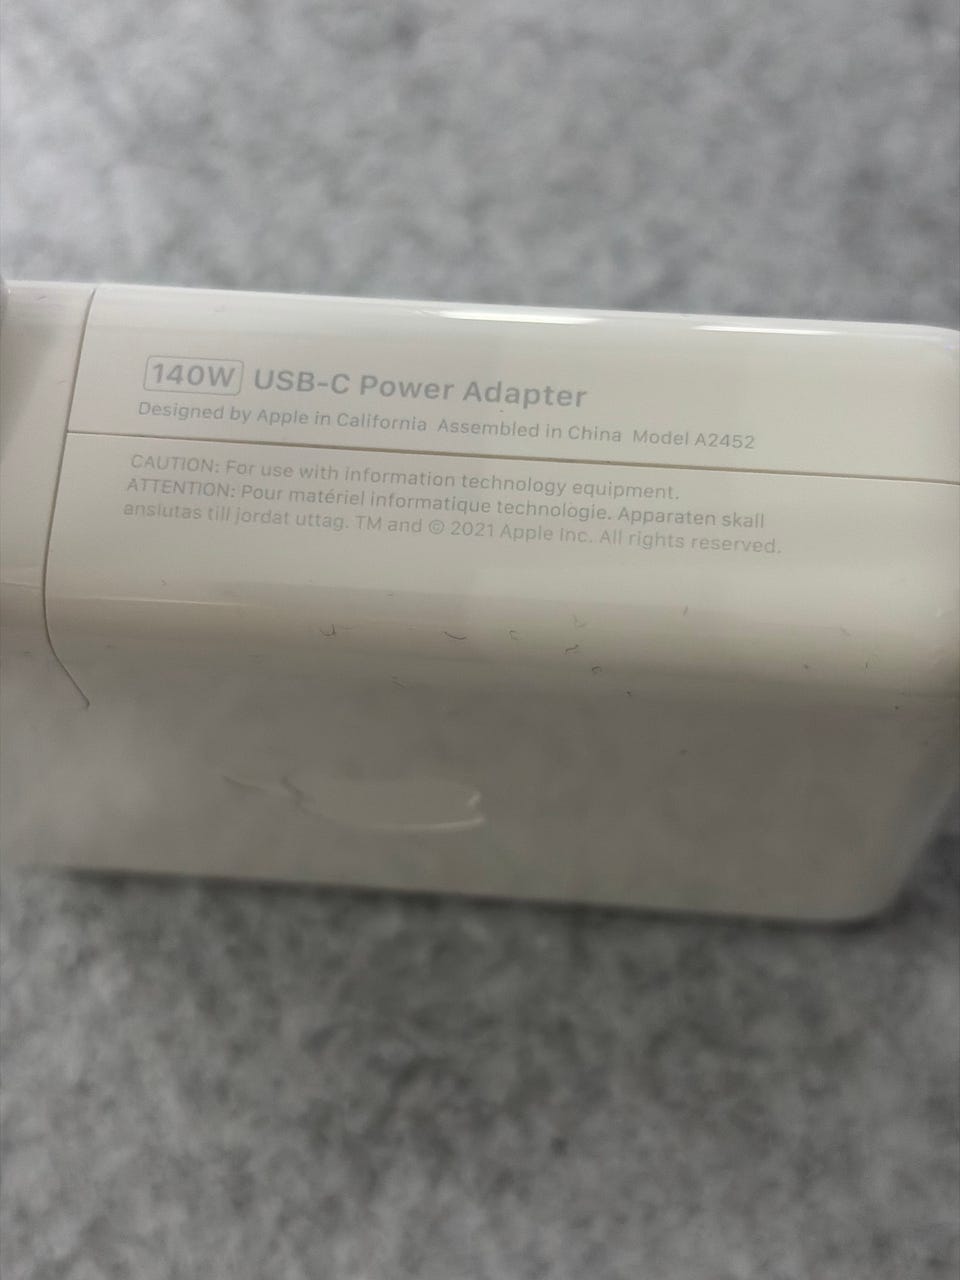 140W USB-C Power Adapter
Designed by Apple in California Assembled in China Model A2452
CAUTION: For use with information technology equipment.
ATTENTION: Pour matériel informatique technologie. Apparaten skall
anslutas till jordat uttag. TM and © 2021 Apple Inc. All rights reserved.